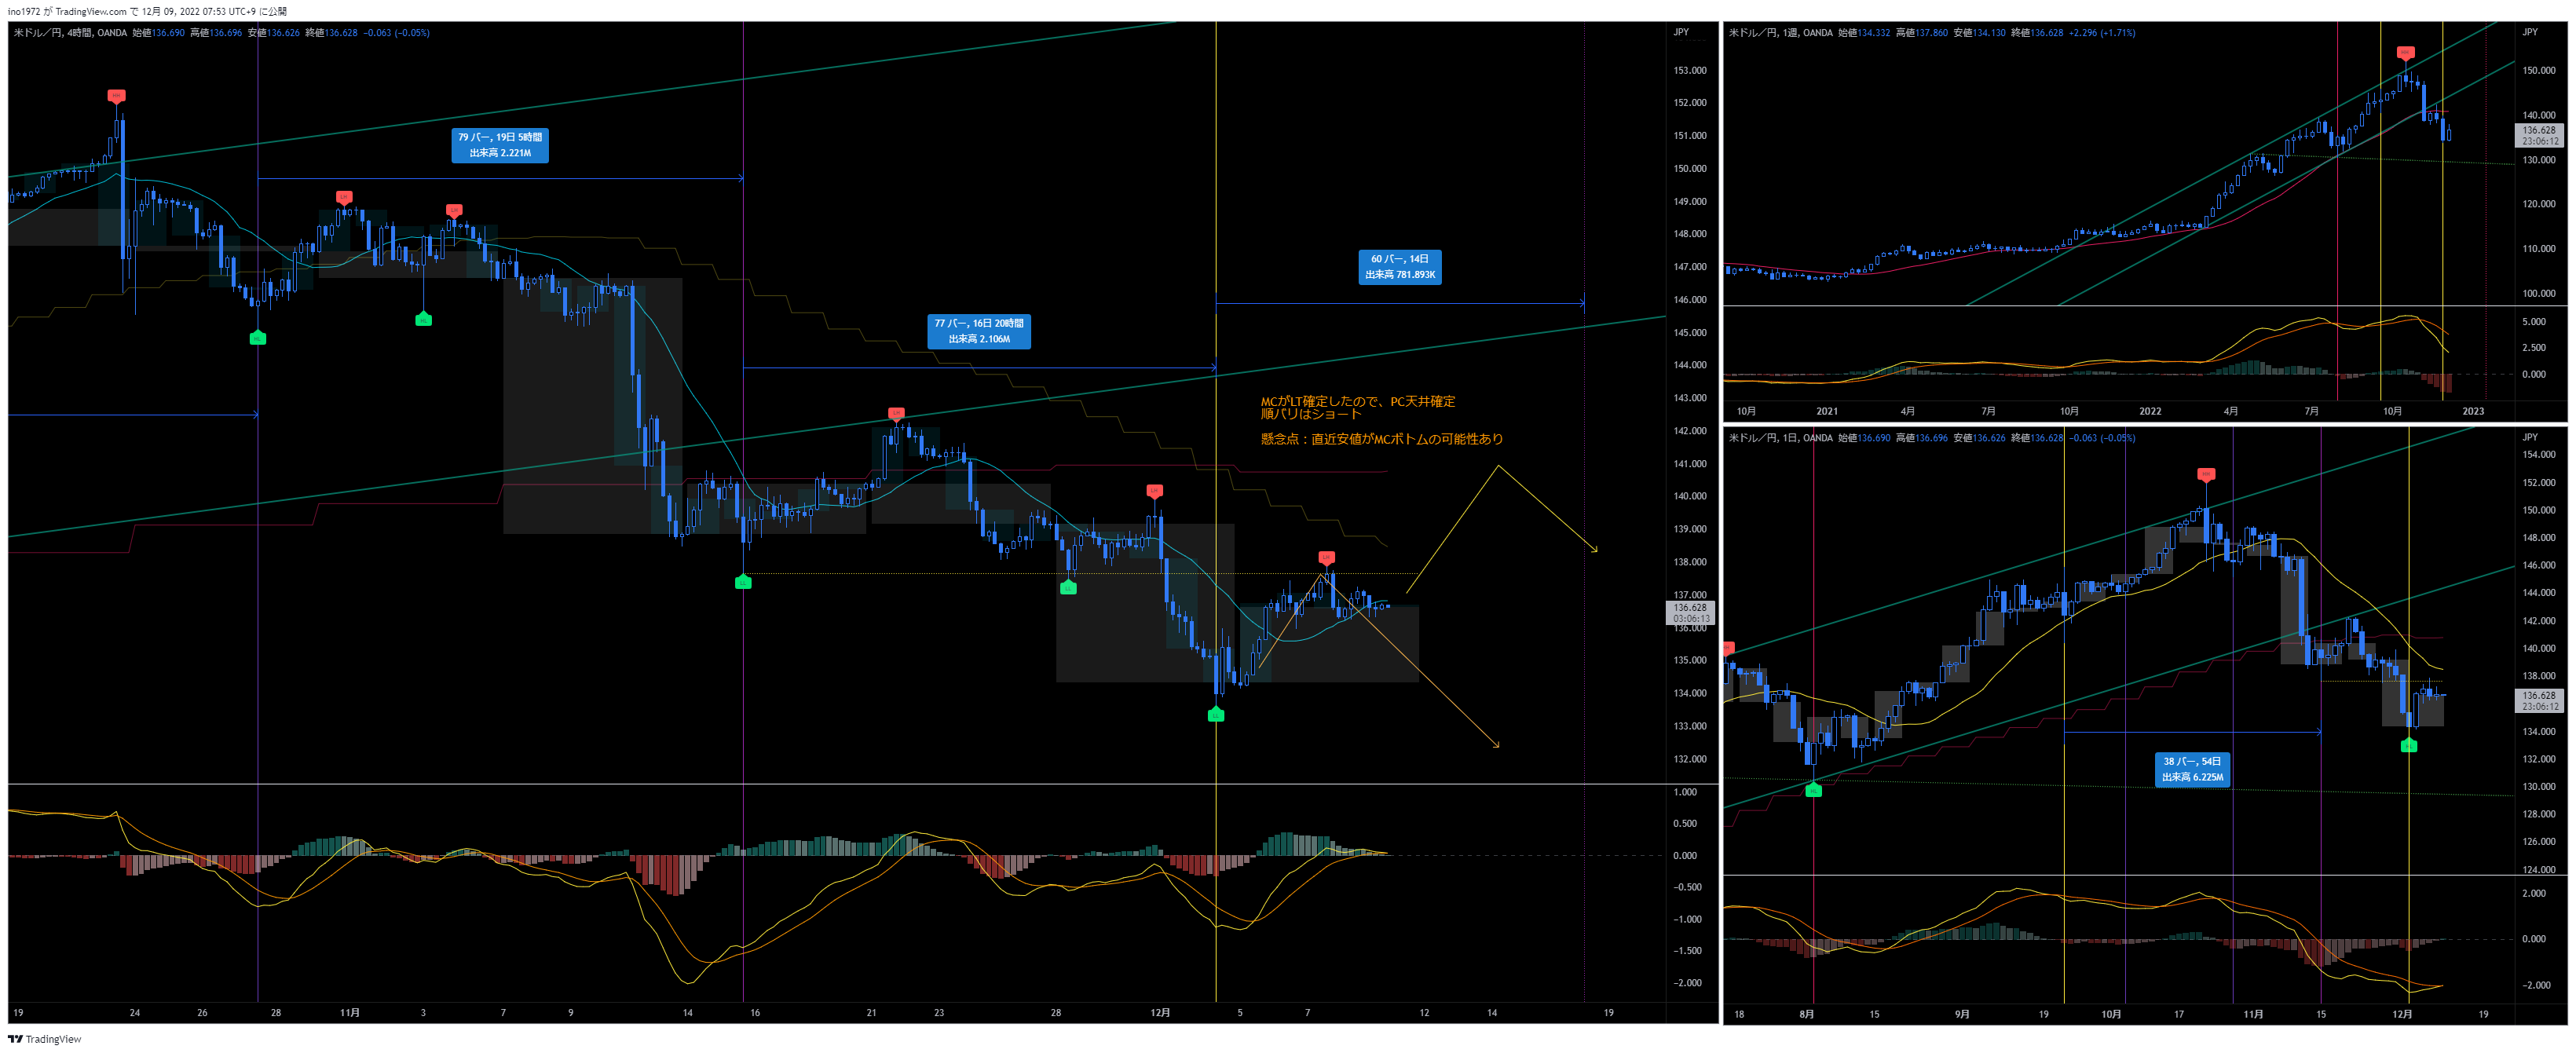 ino1972 が TradingView.com で 12月 09, 2022 07:53 UTC+9 に公開
米ドル／円, 4時間, OANDA 始値136.690 高値136.696 安値136.626 終値136.628 −0.063 (−0.05%)
JPY
153.000
152.000
151.000
150.000
149.000
148.000
147.000
146.000
145.000
144.000
143.000
142.000
141.000
140.000
139.000
138.000
137.000
136.628
03:06:13
136.000
135.000
134.000
133.000
132.000
HH
LH
LH
HL
HL
79 バー, 19日 5時間
出来高 2.221M
77 バー, 16日 20時間
出来高 2.106M
60 バー, 14日
出来高 781.893K
MCがLT確定したので、PC天井確定
順バリはショート
懸念点：直近安値がMCボトムの可能性あり
LH
LH
LH
LL
LL
LL
1.000
0.500
0.000
−0.500
−1.000
−1.500
−2.000
19
24
26
28
11月
3
7
9
14
16
21
23
28
12月
5
7
12
14
19
米ドル／円, 1週, OANDA 始値134.332 高値137.860 安値134.130 終値136.628 +2.296 (+1.71%)
JPY
150.000
140.000
136.628
23:06:12
130.000
120.000
110.000
100.000
5.000
2.500
0.000
10月
2021
4月
7月
10月
2022
4月
7月
10月
2023
米ドル／円, 1日, OANDA 始値136.690 高値136.696 安値136.626 終値136.628 −0.063 (−0.05%)
JPY
154.000
152.000
150.000
148.000
146.000
144.000
142.000
140.000
138.000
136.628
23:06:12
134.000
132.000
130.000
128.000
126.000
124.000
HH
HL
38 バー, 54日
出来高 6.225M
2.000
0.000
−2.000
18
8月
15
9月
19
10月
17
11月
15
12月
19
TradingView